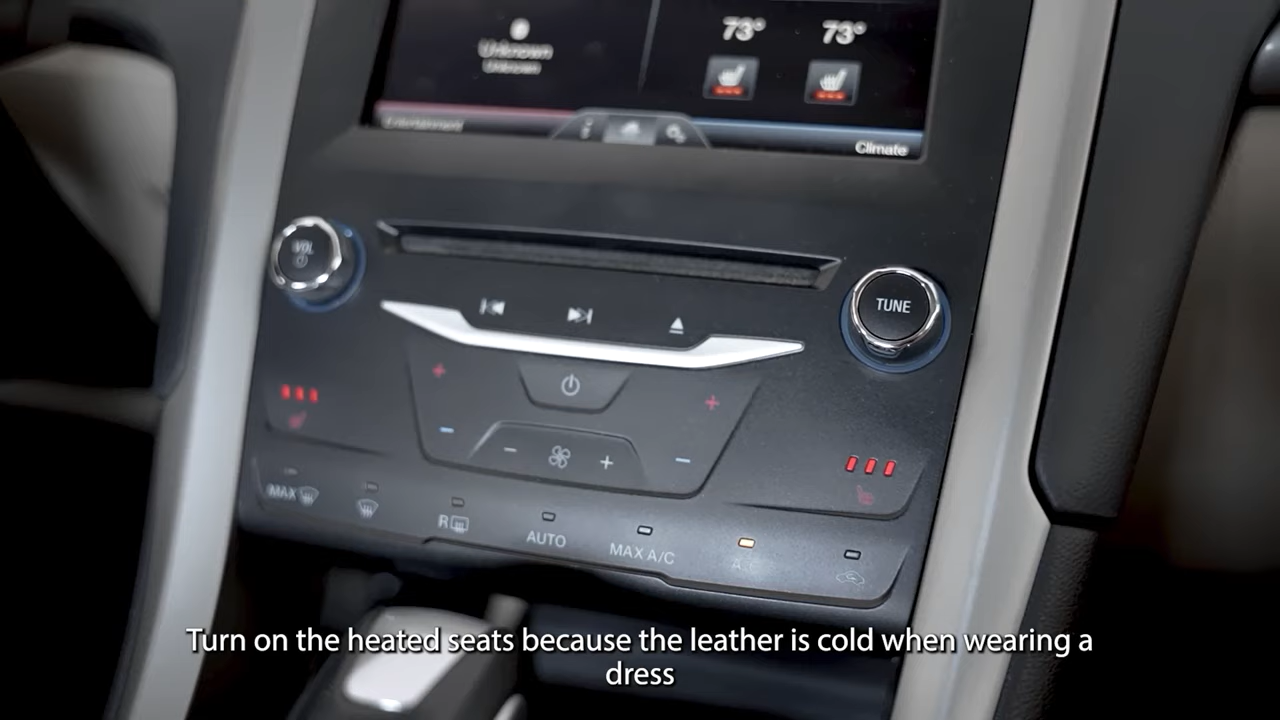 73° 73°
Unknown
Unknown
Entertainment
Climate
VOL
TUNE
MAX
R
AUTO
MAX A/C
A/C
Turn on the heated seats because the leather is cold when wearing a
dress